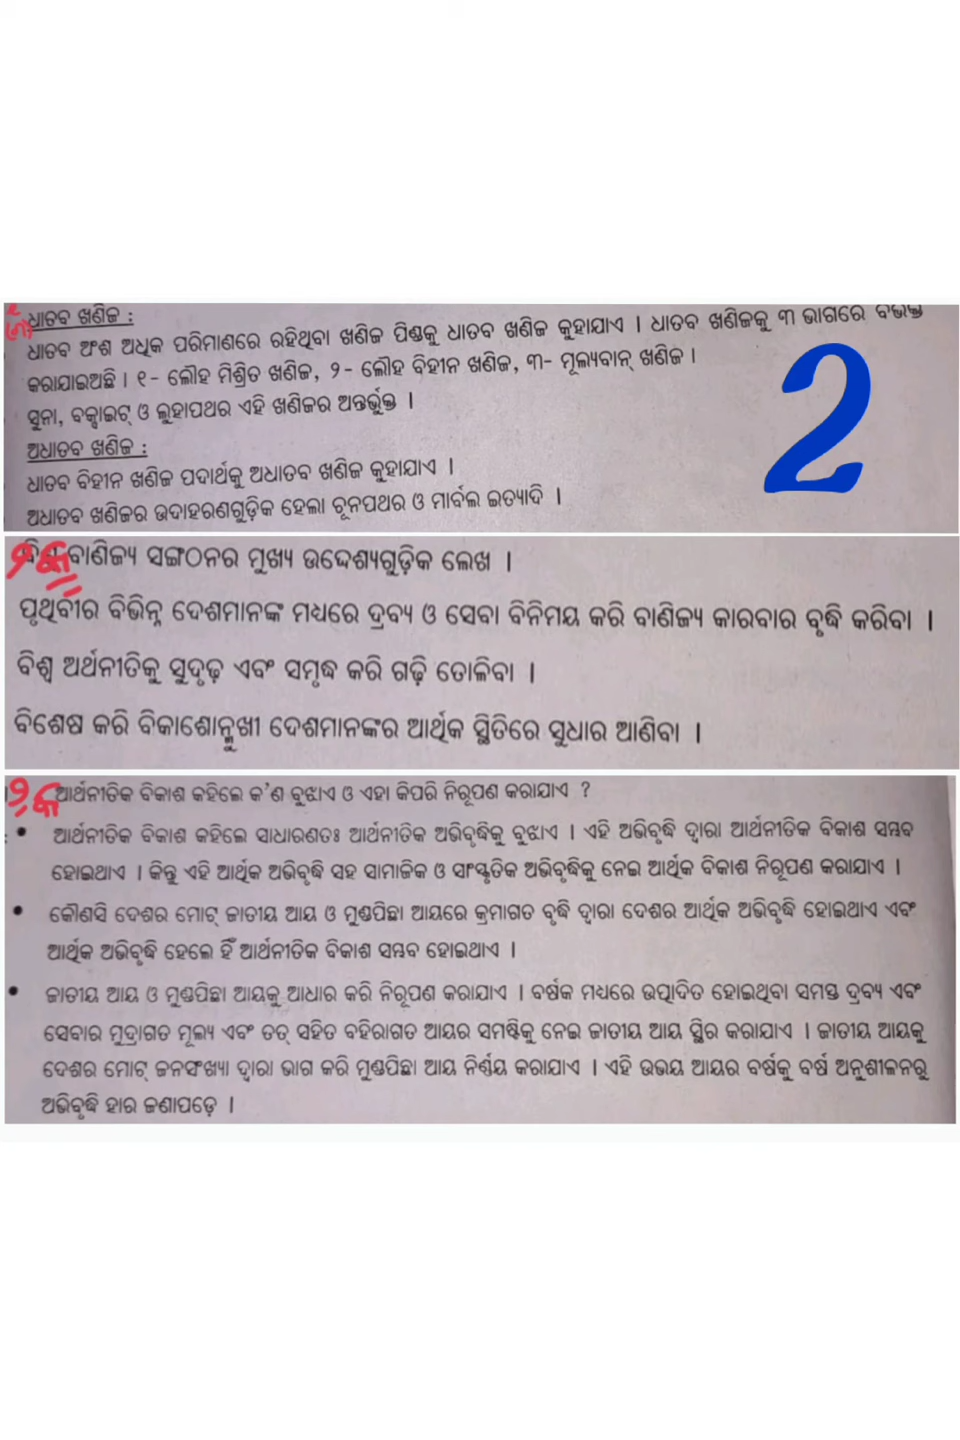 ଧାତବ ଖଣିଜ :
ଧାତବ ଅଂଶ ଅଧିକ ପରିମାଣରେ ରହିଥିବା ଖଣିଜ ପିଣ୍ଡକୁ ଧାତବ ଖଣିଜ କୁହାଯାଏ । ଧାତବ ଖଣିଜକୁ ୩ ଭାଗରେ ବିଭକ୍ତ
କରାଯାଇଅଛି । ୧- ଲୌହ ମିଶ୍ରିତ ଖଣିଜ, ୨- ଲୌହ ବିହୀନ ଖଣିଜ, ୩- ମୂଲ୍ୟବାନ୍ ଖଣିଜ ।
ସୁନା, ବକ୍ସାଇଟ୍ ଓ ଲୁହାପଥର ଏହି ଖଣିଜର ଅନ୍ତର୍ଭୁକ୍ତ ।
2
ଅଧାତବ ଖଣିଜ :
ଧାତବ ବିହୀନ ଖଣିଜ ପଦାର୍ଥକୁ ଅଧାତବ ଖଣିଜ କୁହାଯାଏ ।
ଅଧାତବ ଖଣିଜର ଉଦାହରଣଗୁଡ଼ିକ ହେଲା ଚୂନପଥର ଓ ମାର୍ବଲ ଇତ୍ୟାଦି ।
୨ କ ବାଣିଜ୍ୟ ସଙ୍ଗଠନର ମୁଖ୍ୟ ଉଦ୍ଦେଶ୍ୟଗୁଡ଼ିକ ଲେଖ ।
ପୃଥିବୀର ବିଭିନ୍ନ ଦେଶମାନଙ୍କ ମଧ୍ୟରେ ଦ୍ରବ୍ୟ ଓ ସେବା ବିନିମୟ କରି ବାଣିଜ୍ୟ କାରବାର ବୃଦ୍ଧି କରିବା ।
ବିଶ୍ୱ ଅର୍ଥନୀତିକୁ ସୁଦୃଢ଼ ଏବଂ ସମୃଦ୍ଧ କରି ଗଢ଼ି ତୋଳିବା ।
ବିଶେଷ କରି ବିକାଶୋନ୍ମୁଖୀ ଦେଶମାନଙ୍କର ଆର୍ଥିକ ସ୍ଥିତିରେ ସୁଧାର ଆଣିବା ।
୨ କ ଆର୍ଥନୀତିକ ବିକାଶ କହିଲେ କ'ଣ ବୁଝାଏ ଓ ଏହା କିପରି ନିରୂପଣ କରାଯାଏ ?
• ଆର୍ଥନୀତିକ ବିକାଶ କହିଲେ ସାଧାରଣତଃ ଆର୍ଥନୀତିକ ଅଭିବୃଦ୍ଧିକୁ ବୁଝାଏ । ଏହି ଅଭିବୃଦ୍ଧି ଦ୍ୱାରା ଆର୍ଥନୀତିକ ବିକାଶ ସମ୍ଭବ
ହୋଇଥାଏ । କିନ୍ତୁ ଏହି ଆର୍ଥିକ ଅଭିବୃଦ୍ଧି ସହ ସାମାଜିକ ଓ ସାଂସ୍କୃତିକ ଅଭିବୃଦ୍ଧିକୁ ନେଇ ଆର୍ଥିକ ବିକାଶ ନିରୂପଣ କରାଯାଏ ।
• କୌଣସି ଦେଶର ମୋଟ୍ ଜାତୀୟ ଆୟ ଓ ମୁଣ୍ଡପିଛା ଆୟରେ କ୍ରମାଗତ ବୃଦ୍ଧି ଦ୍ୱାରା ଦେଶର ଆର୍ଥିକ ଅଭିବୃଦ୍ଧି ହୋଇଥାଏ ଏବଂ
ଆର୍ଥିକ ଅଭିବୃଦ୍ଧି ହେଲେ ହିଁ ଆର୍ଥନୀତିକ ବିକାଶ ସମ୍ଭବ ହୋଇଥାଏ ।
• ଜାତୀୟ ଆୟ ଓ ମୁଣ୍ଡପିଛା ଆୟକୁ ଆଧାର କରି ନିରୂପଣ କରାଯାଏ । ବର୍ଷକ ମଧ୍ୟରେ ଉତ୍ପାଦିତ ହୋଇଥିବା ସମସ୍ତ ଦ୍ରବ୍ୟ ଏବଂ
ସେବାର ମୁଦ୍ରାଗତ ମୂଲ୍ୟ ଏବଂ ତତ୍ ସହିତ ବହିରାଗତ ଆୟର ସମଷ୍ଟିକୁ ନେଇ ଜାତୀୟ ଆୟ ସ୍ଥିର କରାଯାଏ । ଜାତୀୟ ଆୟକୁ
ଦେଶର ମୋଟ୍ ଜନସଂଖ୍ୟା ଦ୍ୱାରା ଭାଗ କରି ମୁଣ୍ଡପିଛା ଆୟ ନିର୍ଣ୍ଣୟ କରାଯାଏ । ଏହି ଉଭୟ ଆୟର ବର୍ଷକୁ ବର୍ଷ ଅନୁଶୀଳନରୁ
ଅଭିବୃଦ୍ଧି ହାର ଜଣାପଡ଼େ ।